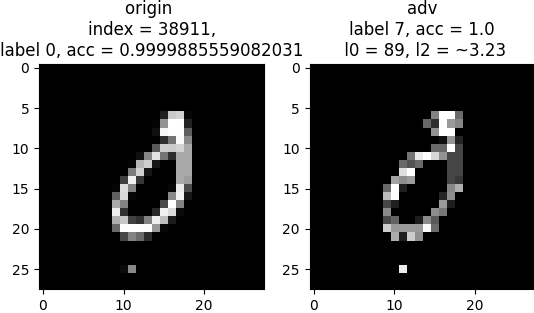 origin
index = 38911,
label 0, acc = 0.9999885559082031
adv
label 7, acc = 1.0
l0 = 89, l2 = ~3.23
0
5
10
15
20
25
0
20
0
5
10
15
20
25
0
10
20